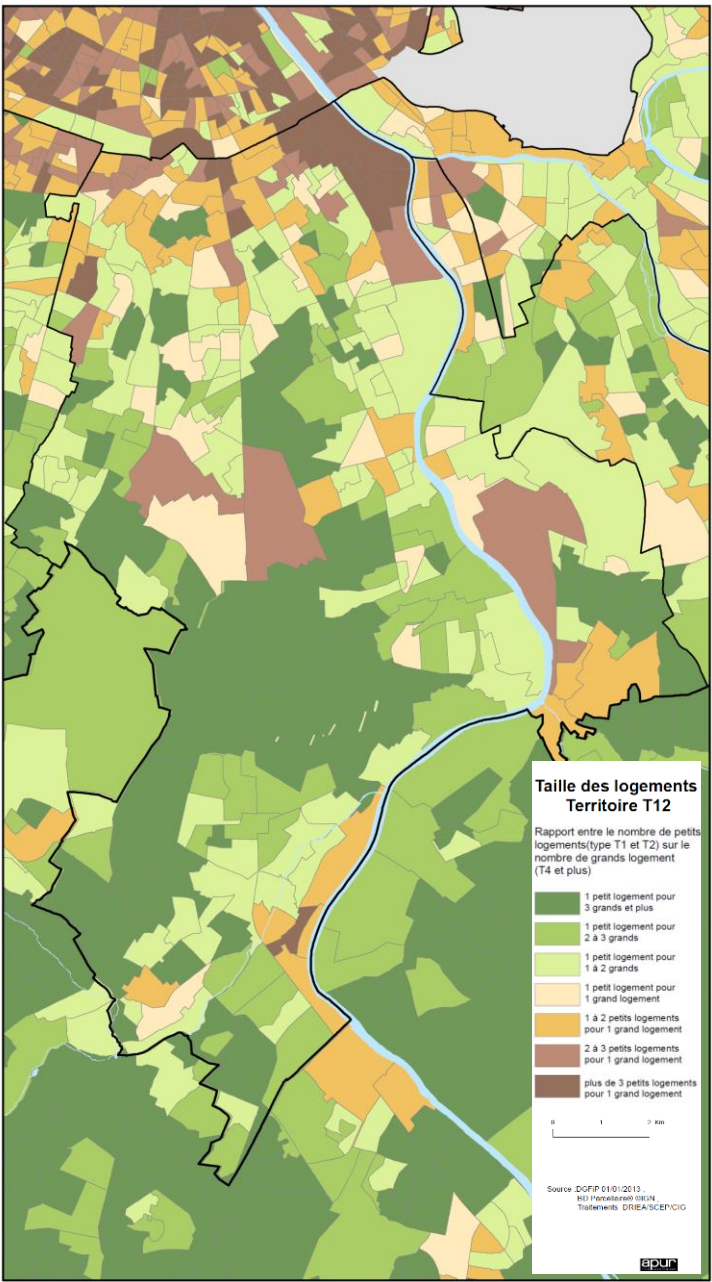 Taille des logements
Territoire T12
Rapport entre le nombre de petits
logements(type T1 et T2) sur le
nombre de grands logement
(T4 et plus)
1 petit logement pour
3 grands et plus
1 petit logement pour
2 à 3 grands
1 petit logement pour
1 à 2 grands
1 petit logement pour
1 grand logement
1 à 2 petits logements
pour 1 grand logement
2 à 3 petits logements
pour 1 grand logement
plus de 3 petits logements
pour 1 grand logement
0 1 2 Km
Source :DGFiP 01/01/2013 ,
BD Parcellaire® ©IGN ,
Traitements DRIEA/SCEP/CIG
apur